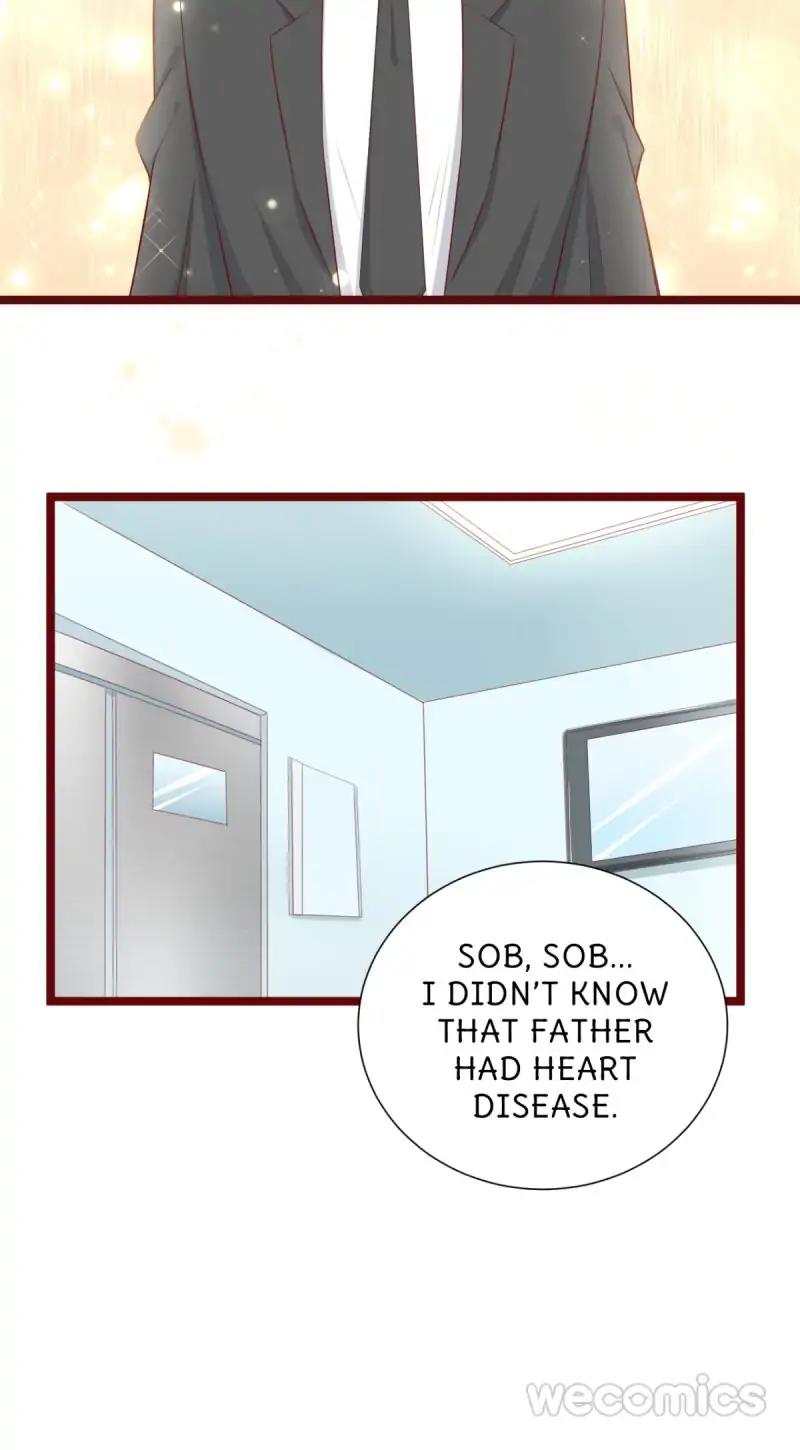 SOB, SOB...
I DIDN'T KNOW
THAT FATHER
HAD HEART
DISEASE.
wecomics